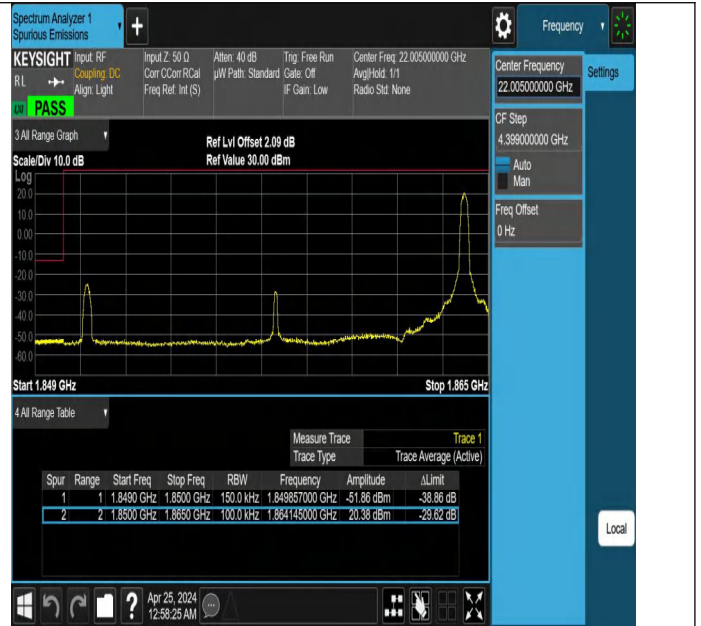 Spectrum Analyzer 1
Spurious Emissions
Frequency
KEYSIGHT
RL
Input: RF
Coupling: DC
Align: Light
Input Z: 50 Ω
Corr CCorr RCal
Freq Ref: Int (S)
Atten: 40 dB
µW Path: Standard
Trig: Free Run
Gate: Off
IF Gain: Low
Center Freq: 22.005000000 GHz
Avg|Hold: 1/1
Radio Std: None
PASS
Center Frequency
22.005000000 GHz
Settings
CF Step
4.399000000 GHz
Auto
Man
Freq Offset
0 Hz
3 All Range Graph
Scale/Div 10.0 dB
Ref Lvl Offset 2.09 dB
Ref Value 30.00 dBm
Log
20.0
10.0
0.00
-10.0
-20.0
-30.0
-40.0
-50.0
-60.0
Start 1.849 GHz Stop 1.865 GHz
4 All Range Table
Measure Trace Trace 1
Trace Type Trace Average (Active)
Spur Range Start Freq Stop Freq RBW Frequency Amplitude ΔLimit
1 1 1.8490 GHz 1.8500 GHz 150.0 kHz 1.849857000 GHz -51.86 dBm -38.86 dB
2 2 1.8500 GHz 1.8650 GHz 100.0 kHz 1.864145000 GHz 20.38 dBm -29.62 dB
Local
?
Apr 25, 2024
12:58:25 AM